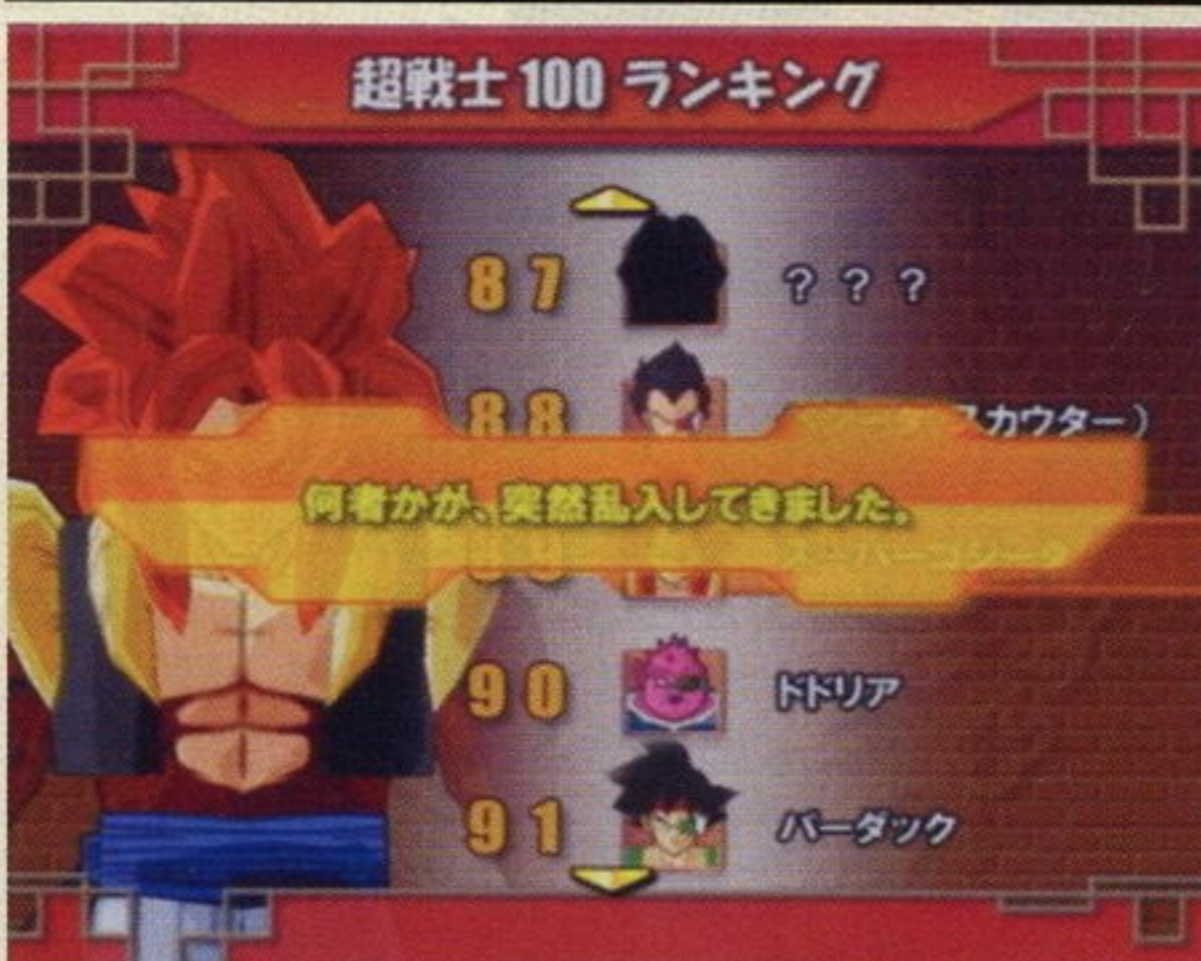 超戦士100ランキング
87 ???
88 スカウター)
何者かが、突然乱入してきました。
90 ドドリア
91 バーダック